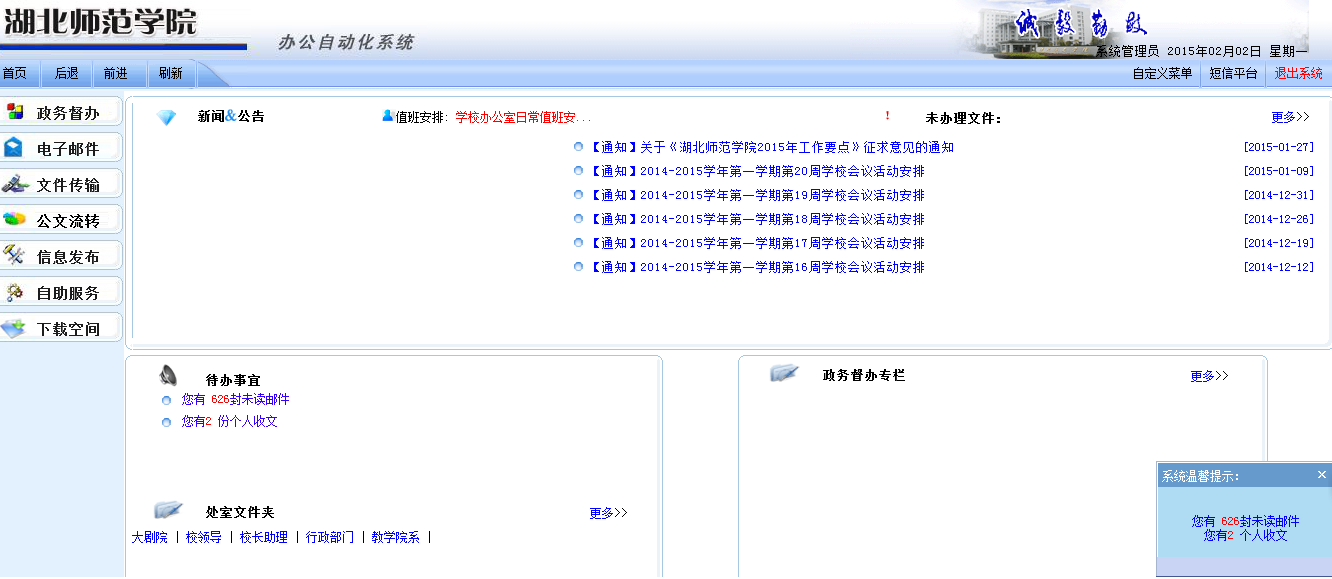 湖北师范学院
办公自动化系统
诚 毅 勤 敏
系统管理员 2015年02月02日 星期一
首页 后退 前进 刷新
自定义菜单 短信平台 退出系统
政务督办
电子邮件
文件传输
公文流转
信息发布
自助服务
下载空间
新闻&公告
值班安排: 学校办公室日常值班安...
! 未办理文件: 更多>>
【通知】关于《湖北师范学院2015年工作要点》征求意见的通知 [2015-01-27]
【通知】2014-2015学年第一学期第20周学校会议活动安排 [2015-01-09]
【通知】2014-2015学年第一学期第19周学校会议活动安排 [2014-12-31]
【通知】2014-2015学年第一学期第18周学校会议活动安排 [2014-12-26]
【通知】2014-2015学年第一学期第17周学校会议活动安排 [2014-12-19]
【通知】2014-2015学年第一学期第16周学校会议活动安排 [2014-12-12]
待办事宜
您有 626封未读邮件
您有2 份个人收文
处室文件夹 更多>>
大剧院 | 校领导 | 校长助理 | 行政部门 | 教学院系 |
政务督办专栏 更多>>
系统温馨提示: ×
您有 626封未读邮件
您有2 个人收文